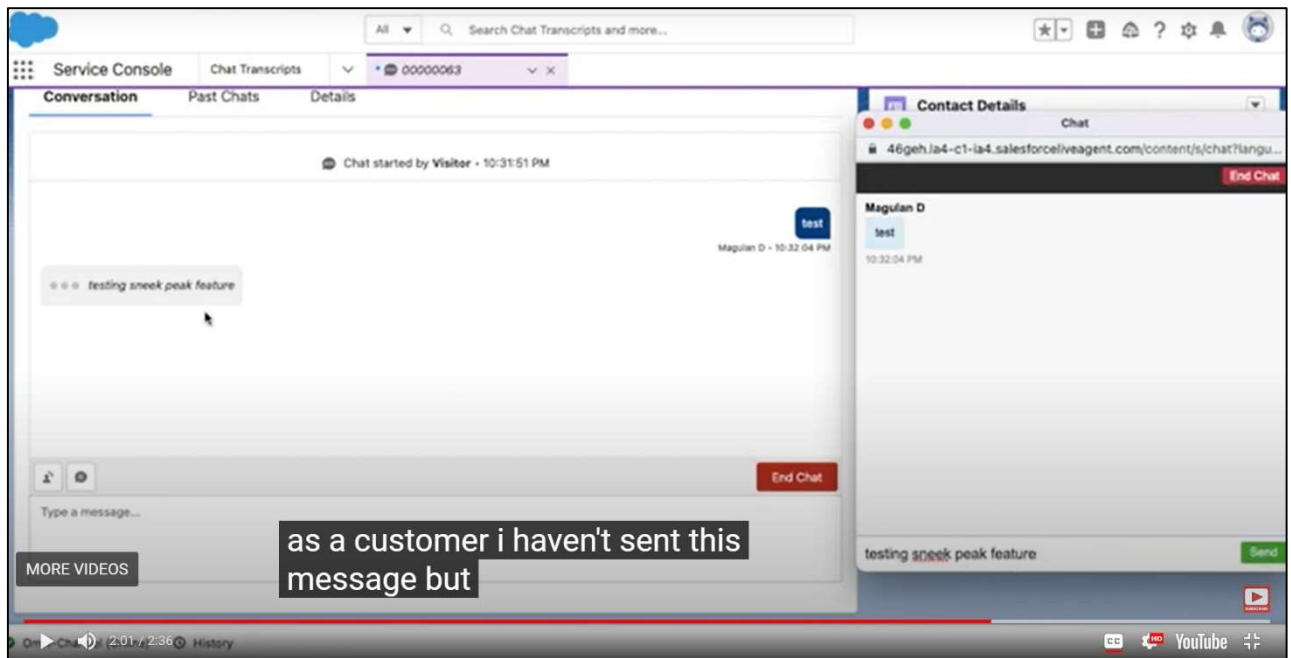 All
Search Chat Transcripts and more...
Service Console
Chat Transcripts
* 00000063
Conversation
Past Chats
Details
Contact Details
Chat started by Visitor • 10:31:51 PM
test
Magulan D • 10:32:04 PM
testing sneek peak feature
End Chat
Type a message...
Chat
46geh.la4-c1-ia4.salesforceliveagent.com/content/s/chat?langu...
End Chat
Magulan D
test
10:32:04 PM
testing sneek peak feature
Send
as a customer i haven't sent this
message but
MORE VIDEOS
2:01 / 2:36
History
CC
HD
YouTube